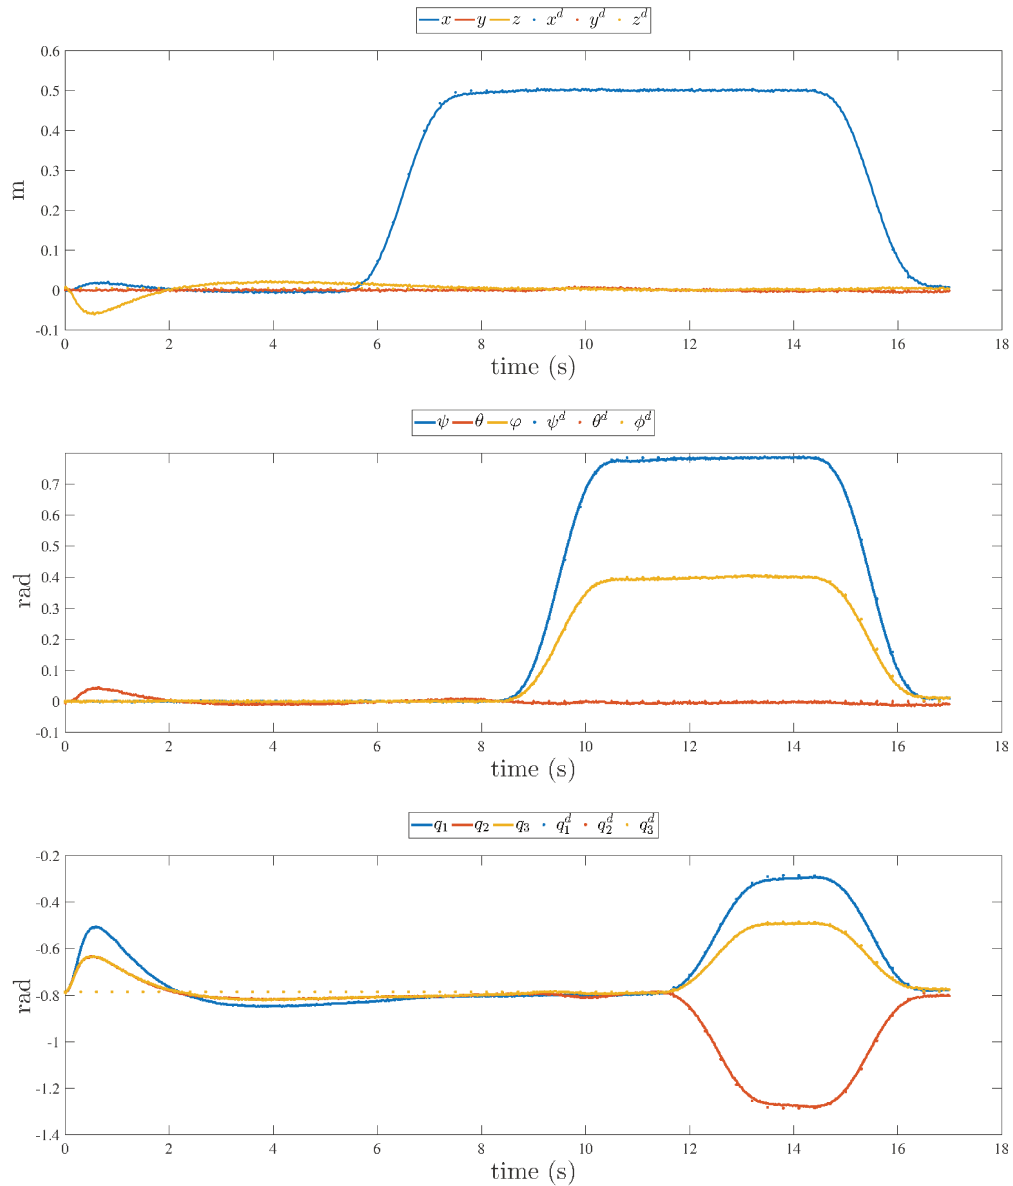 x y z x^d y^d z^d
0.6
0.5
0.4
0.3
0.2
0.1
0
-0.1
m
0 2 4 6 8 10 12 14 16 18
time (s)
ψ θ φ ψ^d θ^d ϕ^d
0.7
0.6
0.5
0.4
0.3
0.2
0.1
0
-0.1
rad
0 2 4 6 8 10 12 14 16 18
time (s)
q_1 q_2 q_3 q_1^d q_2^d q_3^d
-0.2
-0.4
-0.6
-0.8
-1
-1.2
-1.4
rad
0 2 4 6 8 10 12 14 16 18
time (s)